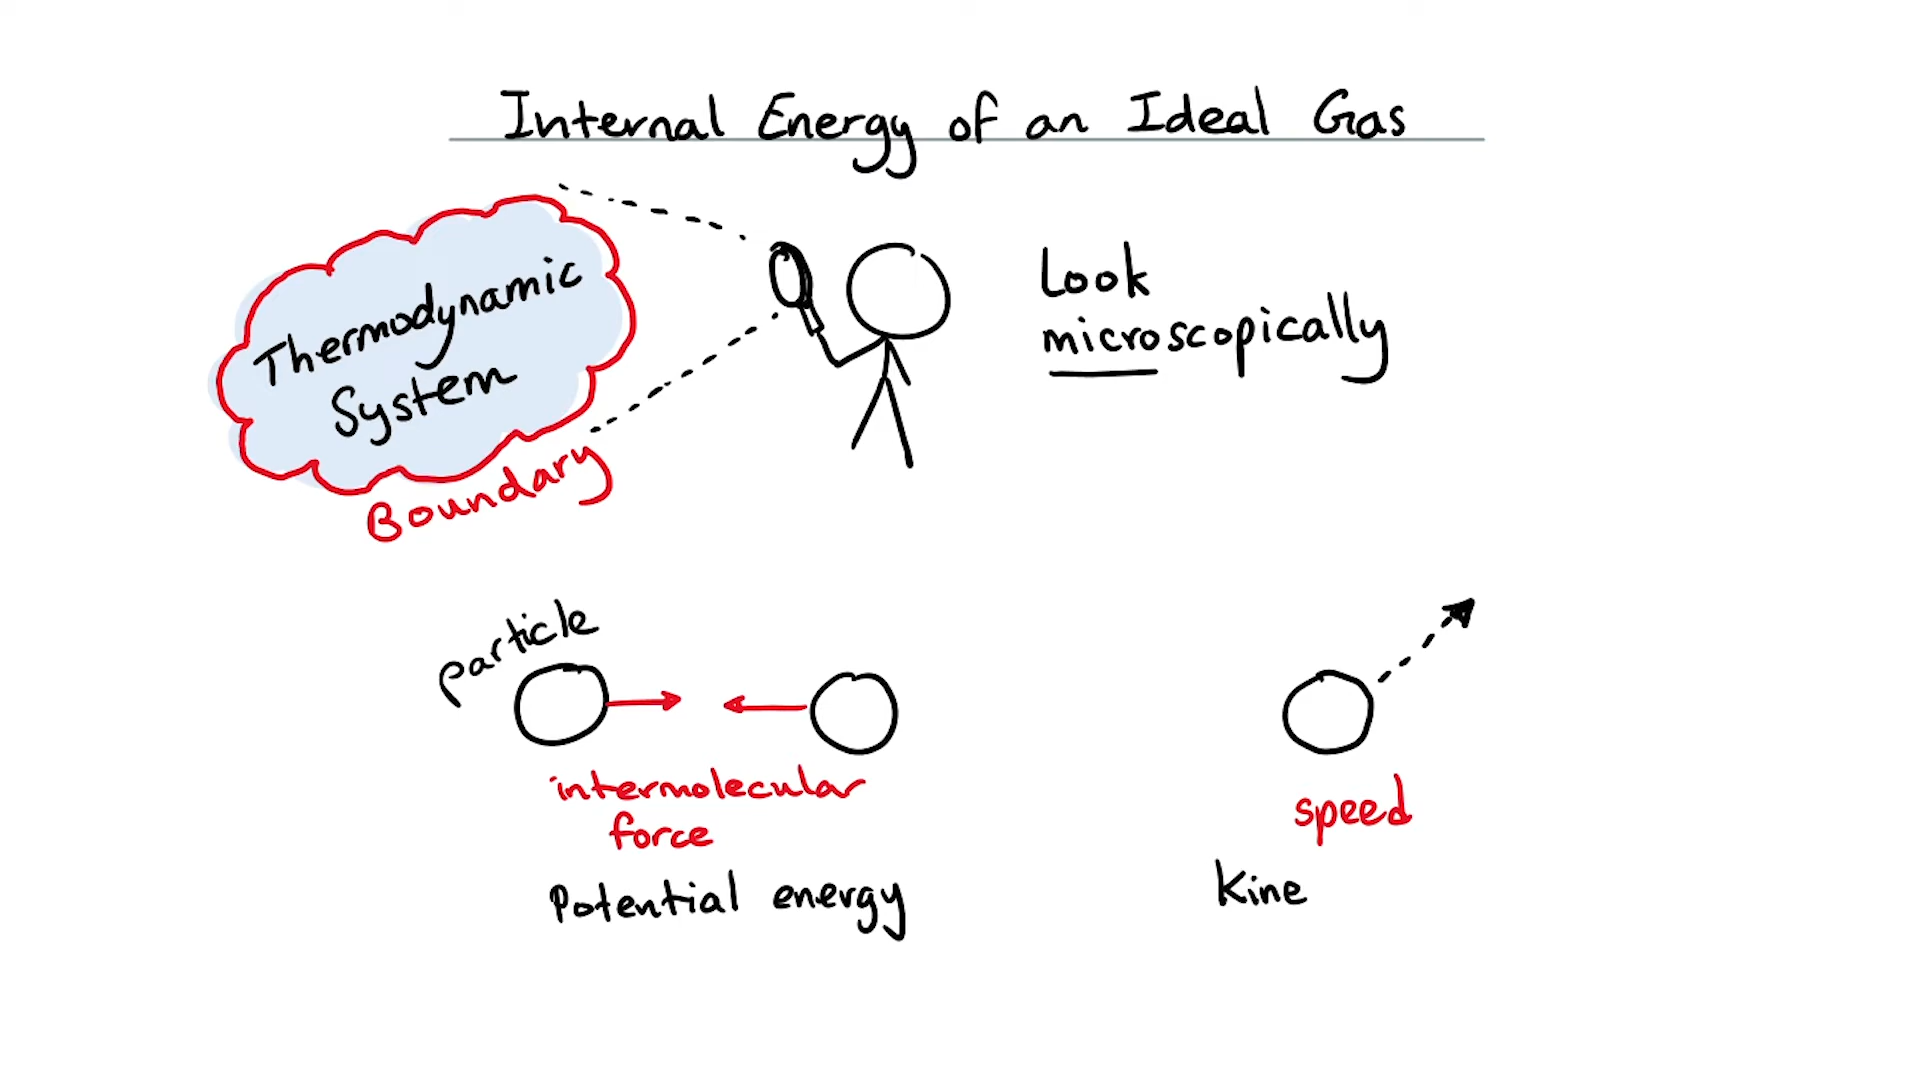 Internal Energy of an Ideal Gas
Thermodynamic
System
Boundary
Look
microscopically
particle
intermolecular
force
Potential energy
speed
Kine